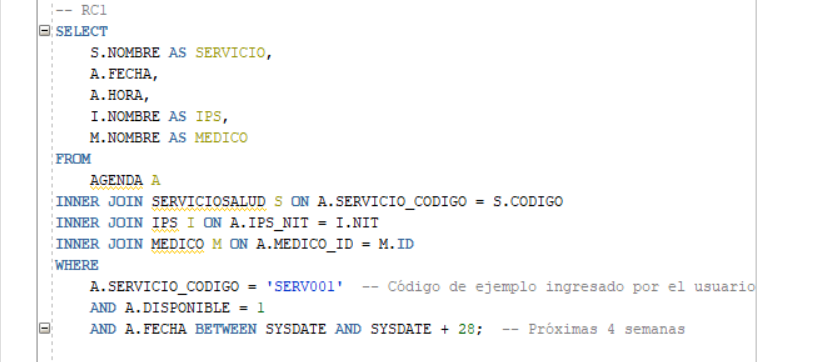 -- RC1
SELECT
S.NOMBRE AS SERVICIO,
A.FECHA,
A.HORA,
I.NOMBRE AS IPS,
M.NOMBRE AS MEDICO
FROM
AGENDA A
INNER JOIN SERVICIOSALUD S ON A.SERVICIO_CODIGO = S.CODIGO
INNER JOIN IPS I ON A.IPS_NIT = I.NIT
INNER JOIN MEDICO M ON A.MEDICO_ID = M.ID
WHERE
A.SERVICIO_CODIGO = 'SERV001'  -- Código de ejemplo ingresado por el usuario
AND A.DISPONIBLE = 1
AND A.FECHA BETWEEN SYSDATE AND SYSDATE + 28;  -- Próximas 4 semanas